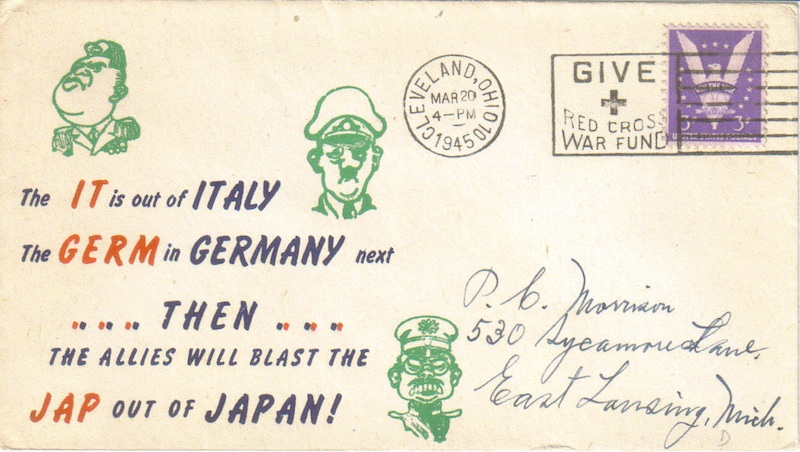 CLEVELAND, OHIO 10
MAR 20
4-PM
1945
GIVE
RED CROSS
WAR FUND
3¢ 3¢
The IT is out of ITALY
The GERM in GERMANY next
.. .. .. .. THEN .. .. .. ..
THE ALLIES WILL BLAST THE
JAP OUT OF JAPAN!
P. C. Morrison
530 Sycamore Lane,
East Lansing, Mich.
D